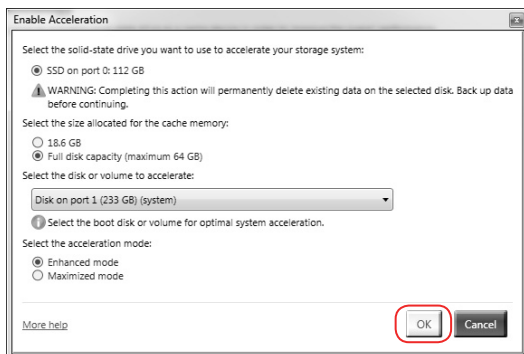 Enable Acceleration
Select the solid-state drive you want to use to accelerate your storage system:
SSD on port 0: 112 GB
WARNING: Completing this action will permanently delete existing data on the selected disk. Back up data
before continuing.
Select the size allocated for the cache memory:
18.6 GB
Full disk capacity (maximum 64 GB)
Select the disk or volume to accelerate:
Disk on port 1 (233 GB) (system)
Select the boot disk or volume for optimal system acceleration.
Select the acceleration mode:
Enhanced mode
Maximized mode
More help
OK
Cancel